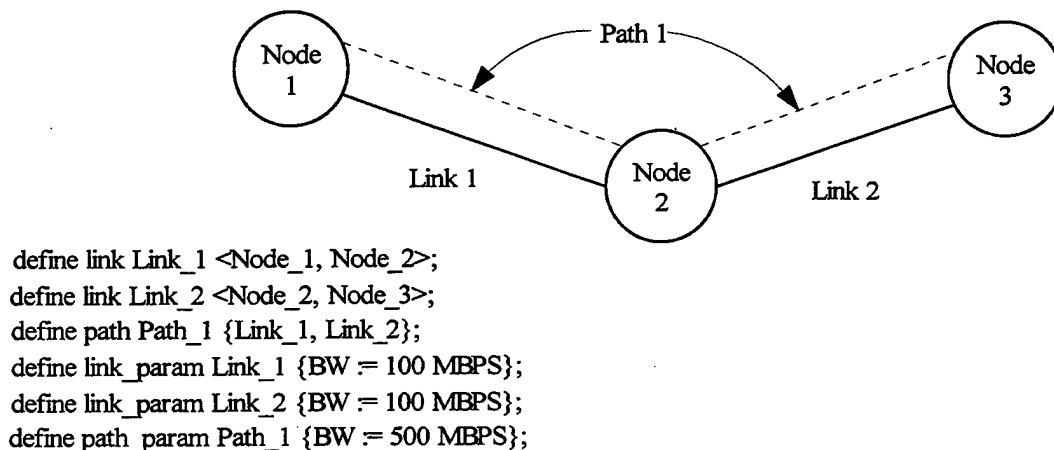 Node
1
Path 1
Node
3
Link 1
Node
2
Link 2
define link Link_1 <Node_1, Node_2>;
define link Link_2 <Node_2, Node_3>;
define path Path_1 {Link_1, Link_2};
define link_param Link_1 {BW := 100 MBPS};
define link_param Link_2 {BW := 100 MBPS};
define path_param Path_1 {BW := 500 MBPS};